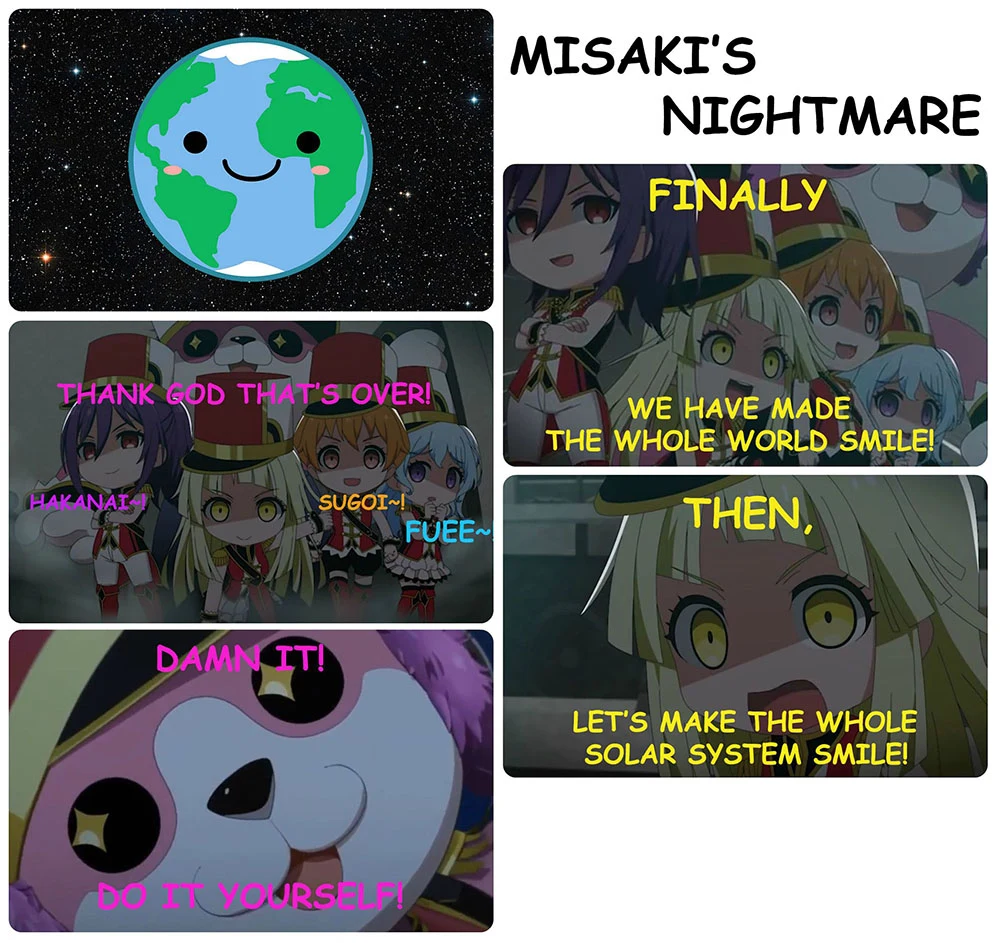 MISAKI'S
NIGHTMARE
FINALLY
WE HAVE MADE
THE WHOLE WORLD SMILE!
THANK GOD THAT'S OVER!
HAKANAI~!
SUGOI~!
FUEE~
THEN,
LET'S MAKE THE WHOLE
SOLAR SYSTEM SMILE!
DAMN IT!
DO IT YOURSELF!